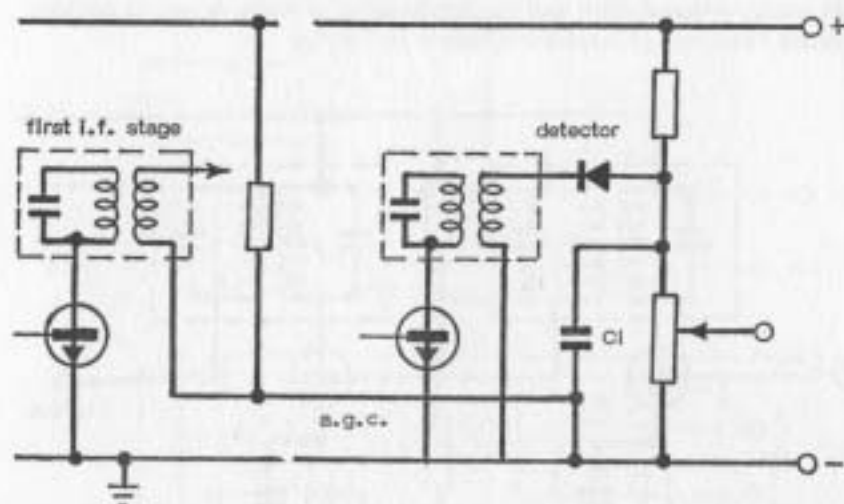 +
first i.f. stage
detector
C1
a.g.c.
-